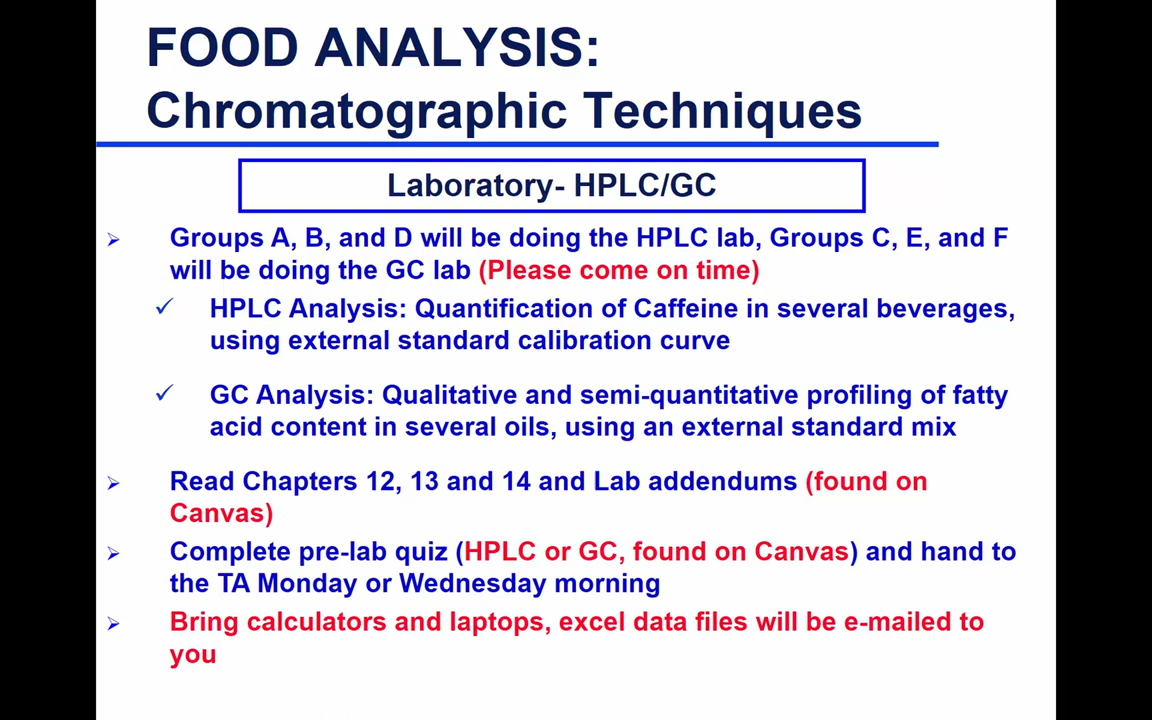 FOOD ANALYSIS:
Chromatographic Techniques
Laboratory- HPLC/GC
Groups A, B, and D will be doing the HPLC lab, Groups C, E, and F
will be doing the GC lab (Please come on time)
HPLC Analysis: Quantification of Caffeine in several beverages,
using external standard calibration curve
GC Analysis: Qualitative and semi-quantitative profiling of fatty
acid content in several oils, using an external standard mix
Read Chapters 12, 13 and 14 and Lab addendums (found on
Canvas)
Complete pre-lab quiz (HPLC or GC, found on Canvas) and hand to
the TA Monday or Wednesday morning
Bring calculators and laptops, excel data files will be e-mailed to
you